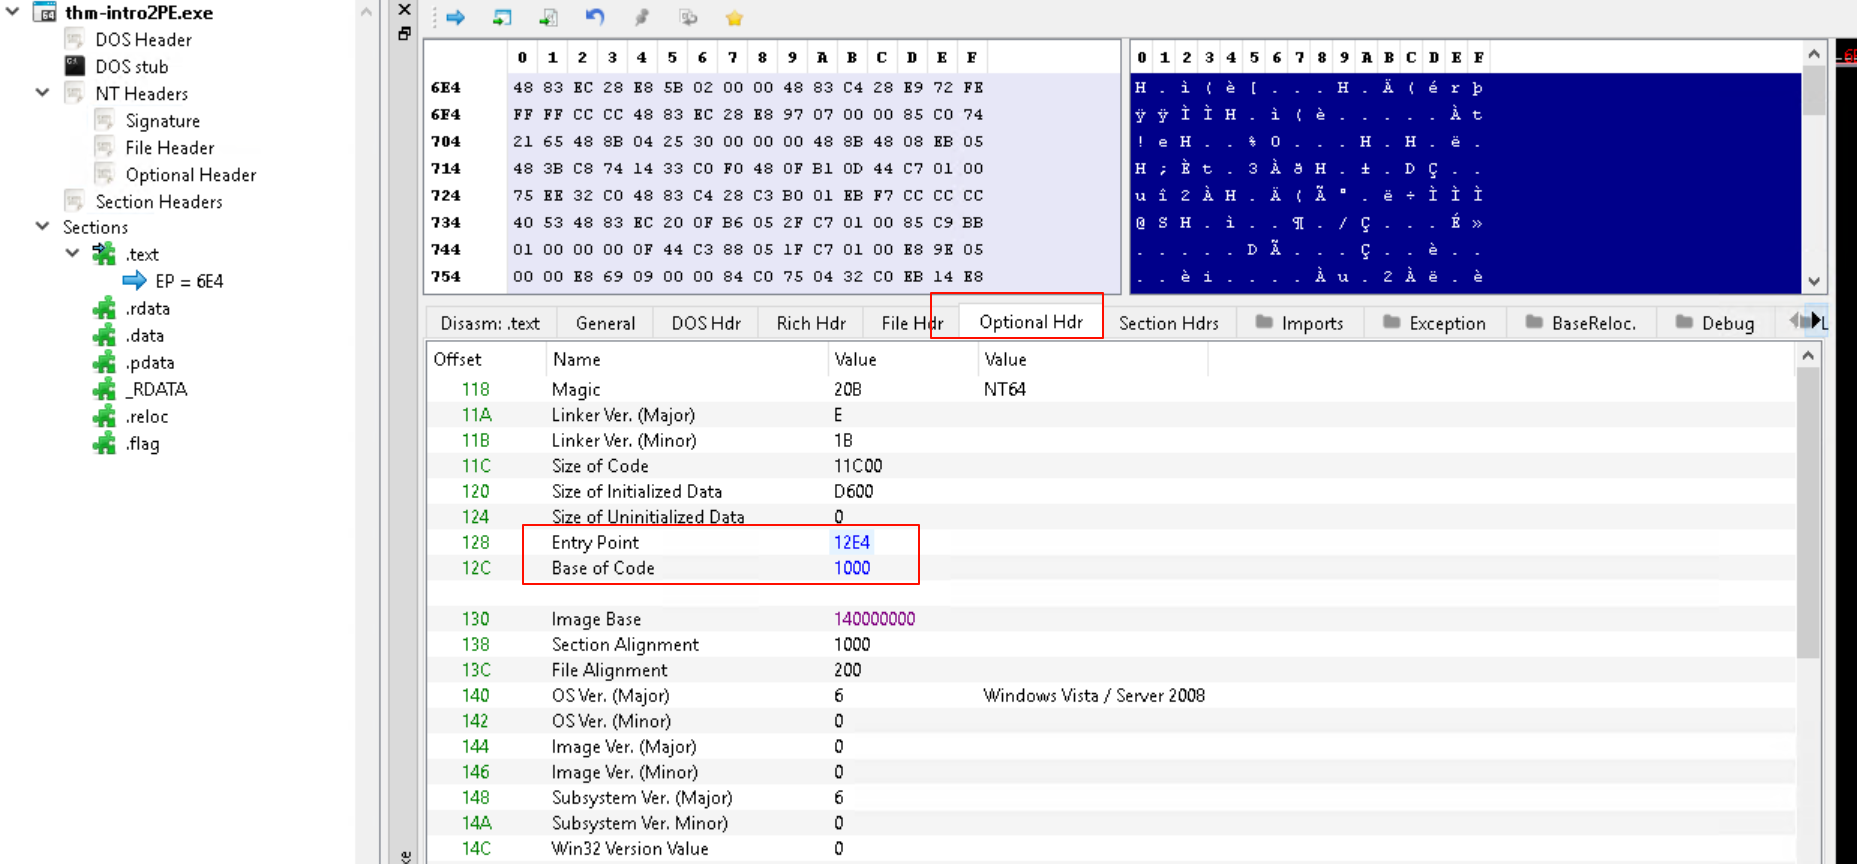 thm-intro2PE.exe
DOS Header
DOS stub
NT Headers
Signature
File Header
Optional Header
Section Headers
Sections
.text
EP = 6E4
.rdata
.data
.pdata
_RDATA
.reloc
.flag
0 1 2 3 4 5 6 7 8 9 A B C D E F
6E4 48 83 EC 28 E8 5B 02 00 00 48 83 C4 28 E9 72 FE
6F4 FF FF CC CC 48 83 EC 28 E8 97 07 00 00 85 C0 74
704 21 65 48 8B 04 25 30 00 00 00 48 8B 48 08 EB 05
714 48 3B C8 74 14 33 C0 F0 48 0F B1 0D 44 C7 01 00
724 75 EE 32 C0 48 83 C4 28 C3 B0 01 EB F7 CC CC CC
734 40 53 48 83 EC 20 0F B6 05 2F C7 01 00 85 C9 BB
744 01 00 00 00 0F 44 C3 88 05 1F C7 01 00 E8 9E 05
754 00 00 E8 69 09 00 00 84 C0 75 04 32 C0 EB 14 E8
0 1 2 3 4 5 6 7 8 9 A B C D E F
H . ì ( è [ . . . H . Ä ( é r þ
ÿ ÿ Ì Ì H . ì ( è . . . . . À t
! e H . . % 0 . . . H . H . ë .
H ; È t . 3 À ð H . ± . D Ç . .
u î 2 À H . Ä ( Ã ° . ë ÷ Ì Ì Ì
@ S H . ì . . ¶ . / Ç . . . É »
. . . . . D Ã . . . Ç . . è . .
. . è i . . . . À u . 2 À ë . è
Disasm: .text General DOS Hdr Rich Hdr File Hdr Optional Hdr Section Hdrs Imports Exception BaseReloc. Debug L
Offset Name Value Value
118 Magic 20B NT64
11A Linker Ver. (Major) E
11B Linker Ver. (Minor) 1B
11C Size of Code 11C00
120 Size of Initialized Data D600
124 Size of Uninitialized Data 0
128 Entry Point 12E4
12C Base of Code 1000
130 Image Base 140000000
138 Section Alignment 1000
13C File Alignment 200
140 OS Ver. (Major) 6 Windows Vista / Server 2008
142 OS Ver. (Minor) 0
144 Image Ver. (Major) 0
146 Image Ver. (Minor) 0
148 Subsystem Ver. (Major) 6
14A Subsystem Ver. Minor) 0
14C Win32 Version Value 0